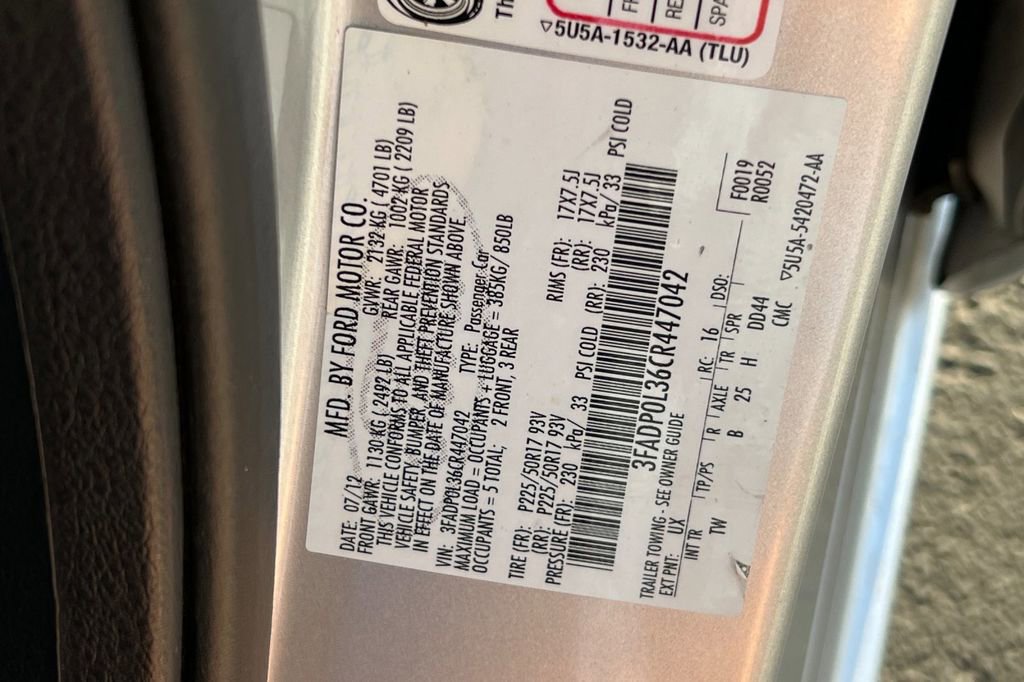 Th
FR
RE
SPA
▽5U5A-1532-AA (TLU)
MFD. BY FORD MOTOR CO.
DATE: 07/12 GVWR: 2132 KG ( 4701 LB)
FRONT GAWR: 1130 KG ( 2492 LB) REAR GAWR: 1002 KG ( 2209 LB)
THIS VEHICLE CONFORMS TO ALL APPLICABLE FEDERAL MOTOR
VEHICLE SAFETY, BUMPER, AND THEFT PREVENTION STANDARDS
IN EFFECT ON THE DATE OF MANUFACTURE SHOWN ABOVE.
VIN: 3FADP0L36CR447042 TYPE: Passenger Car
MAXIMUM LOAD = OCCUPANTS + LUGGAGE = 385KG/ 850LB
OCCUPANTS = 5 TOTAL; 2 FRONT, 3 REAR
TIRE (FR): P225/50R17 93V RIMS (FR): 17X7.5J
(RR): P225/50R17 93V (RR): 17X7.5J
PRESSURE (FR): 230 kPa/ 33 PSI COLD (RR): 230 kPa/ 33 PSI COLD
3FADP0L36CR447042
TRAILER TOWING - SEE OWNER GUIDE F0019
EXT PNT: UX RC: 16 DSO: R0052
INT TR TP/PS R AXLE TR SPR
TW B 25 H DD44
CMC ▽5U5A-5420472-AA